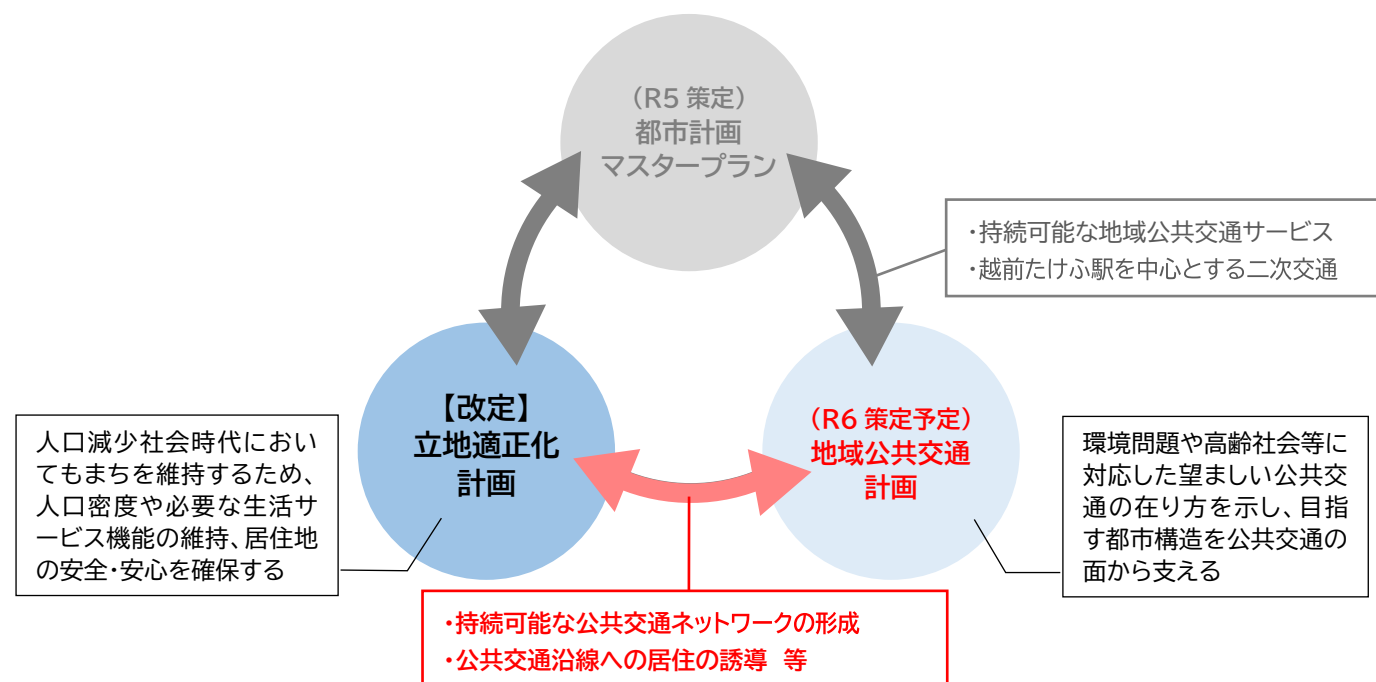 (R5 策定)
都市計画
マスタープラン
・持続可能な地域公共交通サービス
・越前たけふ駅を中心とする二次交通
【改定】
立地適正化
計画
(R6 策定予定)
地域公共交通
計画
人口減少社会時代におい
てもまちを維持するため、
人口密度や必要な生活サ
ービス機能の維持、居住地
の安全・安心を確保する
環境問題や高齢社会等に
対応した望ましい公共交
通の在り方を示し、目指
す都市構造を公共交通の
面から支える
・持続可能な公共交通ネットワークの形成
・公共交通沿線への居住の誘導 等